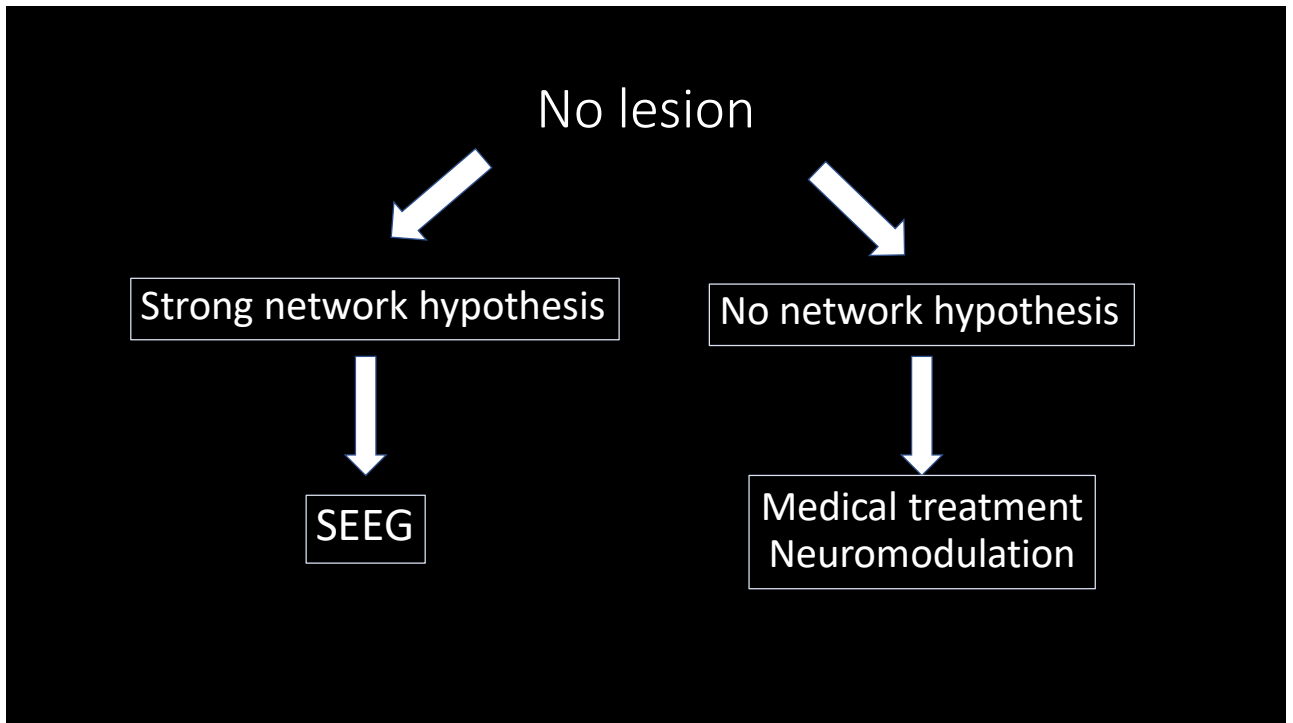 No lesion
Strong network hypothesis
No network hypothesis
SEEG
Medical treatment
Neuromodulation